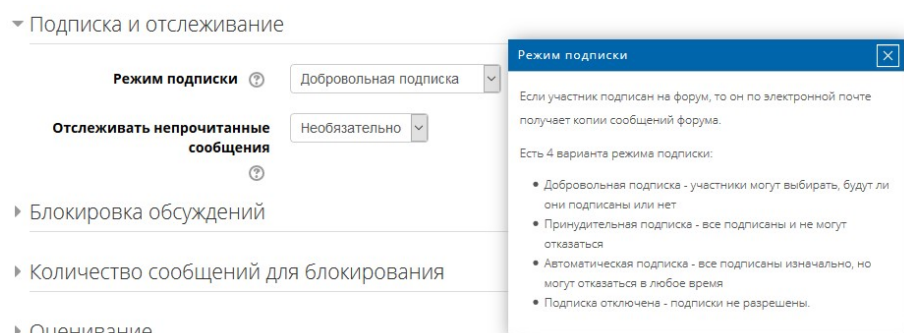 Подписка и отслеживание
Режим подписки
Добровольная подписка
Отслеживать непрочитанные
сообщения
Необязательно
Блокировка обсуждений
Количество сообщений для блокирования
Оценивание
Режим подписки
Если участник подписан на форум, то он по электронной почте
получает копии сообщений форума.
Есть 4 варианта режима подписки:
Добровольная подписка - участники могут выбирать, будут ли
они подписаны или нет
Принудительная подписка - все подписаны и не могут
отказаться
Автоматическая подписка - все подписаны изначально, но
могут отказаться в любое время
Подписка отключена - подписки не разрешены.